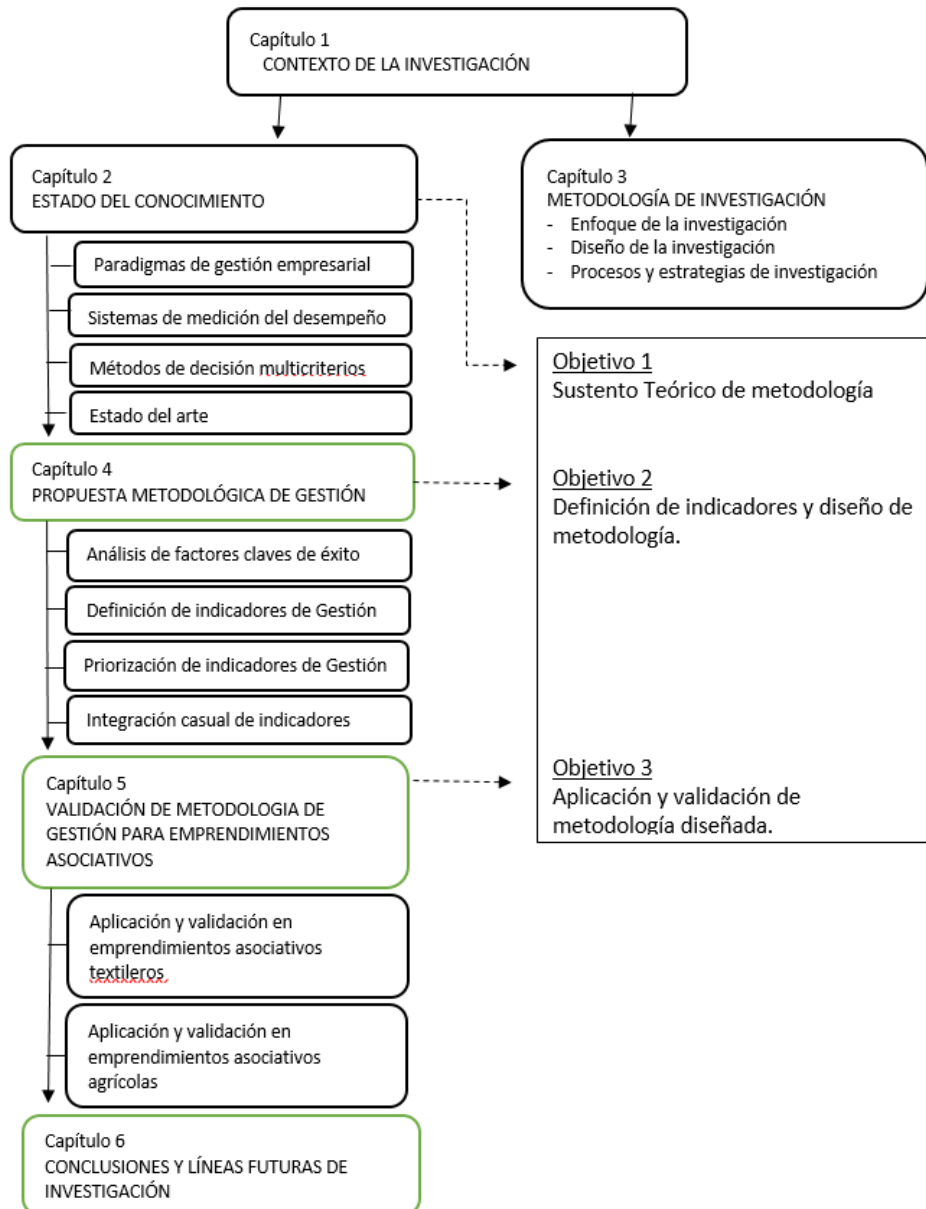 Capítulo 1
CONTEXTO DE LA INVESTIGACIÓN
Capítulo 2
ESTADO DEL CONOCIMIENTO
Capítulo 3
METODOLOGÍA DE INVESTIGACIÓN
- Enfoque de la investigación
- Diseño de la investigación
- Procesos y estrategias de investigación
Paradigmas de gestión empresarial
Sistemas de medición del desempeño
Métodos de decisión multicriterios
Estado del arte
Objetivo 1
Sustento Teórico de metodología
Capítulo 4
PROPUESTA METODOLÓGICA DE GESTIÓN
Objetivo 2
Definición de indicadores y diseño de
metodología.
Análisis de factores claves de éxito
Definición de indicadores de Gestión
Priorización de indicadores de Gestión
Integración casual de indicadores
Capítulo 5
VALIDACIÓN DE METODOLOGIA DE
GESTIÓN PARA EMPRENDIMIENTOS
ASOCIATIVOS
Objetivo 3
Aplicación y validación de
metodología diseñada.
Aplicación y validación en
emprendimientos asociativos
textileros
Aplicación y validación en
emprendimientos asociativos
agrícolas
Capítulo 6
CONCLUSIONES Y LÍNEAS FUTURAS DE
INVESTIGACIÓN